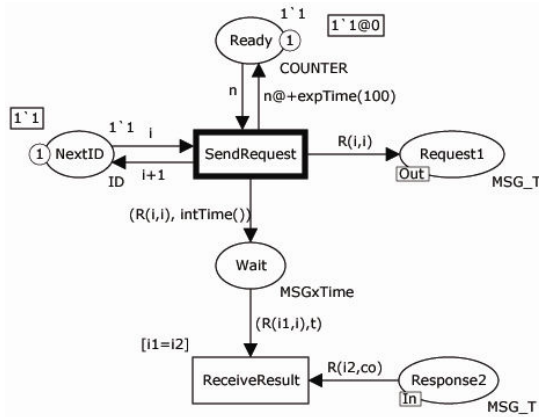 1`1
1`1@0
Ready
1
COUNTER
n
n@+expTime(100)
1`1
1`1
i
1
NextID
SendRequest
R(i,i)
Request1
Out
MSG_T
ID
i+1
(R(i,i), intTime())
Wait
MSGxTime
(R(i1,i),t)
[i1=i2]
ReceiveResult
R(i2,co)
Response2
In
MSG_T